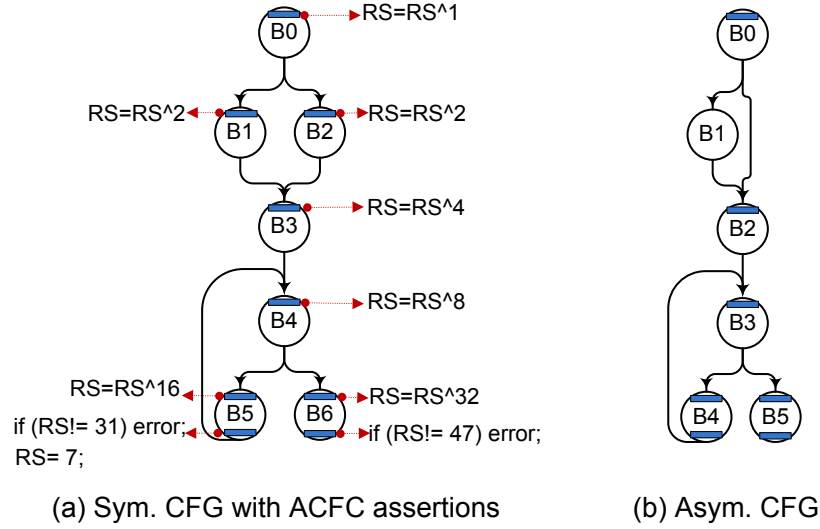 B0
RS=RS^1
RS=RS^2
B1
B2
RS=RS^2
B3
RS=RS^4
B4
RS=RS^8
RS=RS^16
B5
B6
RS=RS^32
if (RS!= 31) error;
RS= 7;
if (RS!= 47) error;
(a) Sym. CFG with ACFC assertions
B0
B1
B2
B3
B4
B5
(b) Asym. CFG